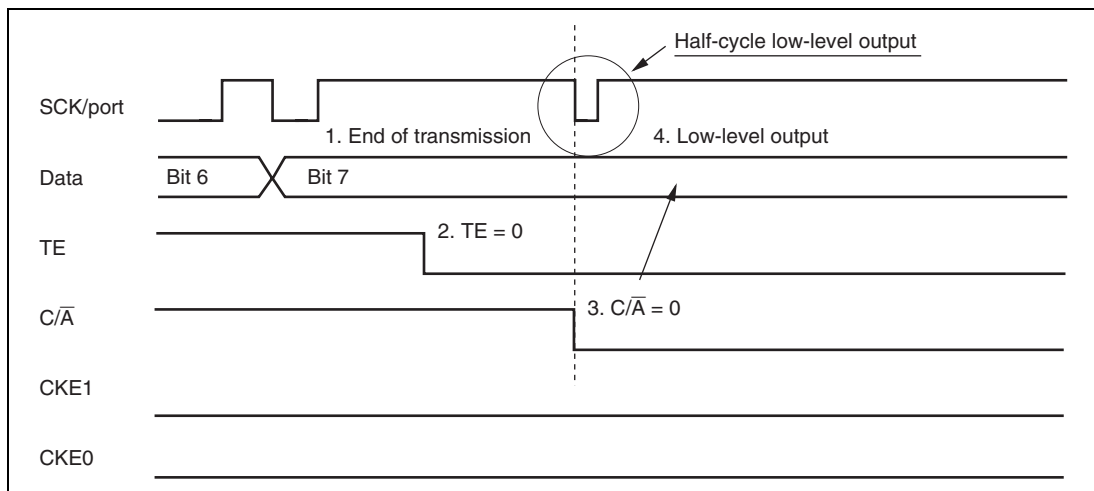 Half-cycle low-level output
SCK/port
1. End of transmission
4. Low-level output
Data
Bit 6
Bit 7
TE
2. TE = 0
C/A̅
3. C/A̅ = 0
CKE1
CKE0